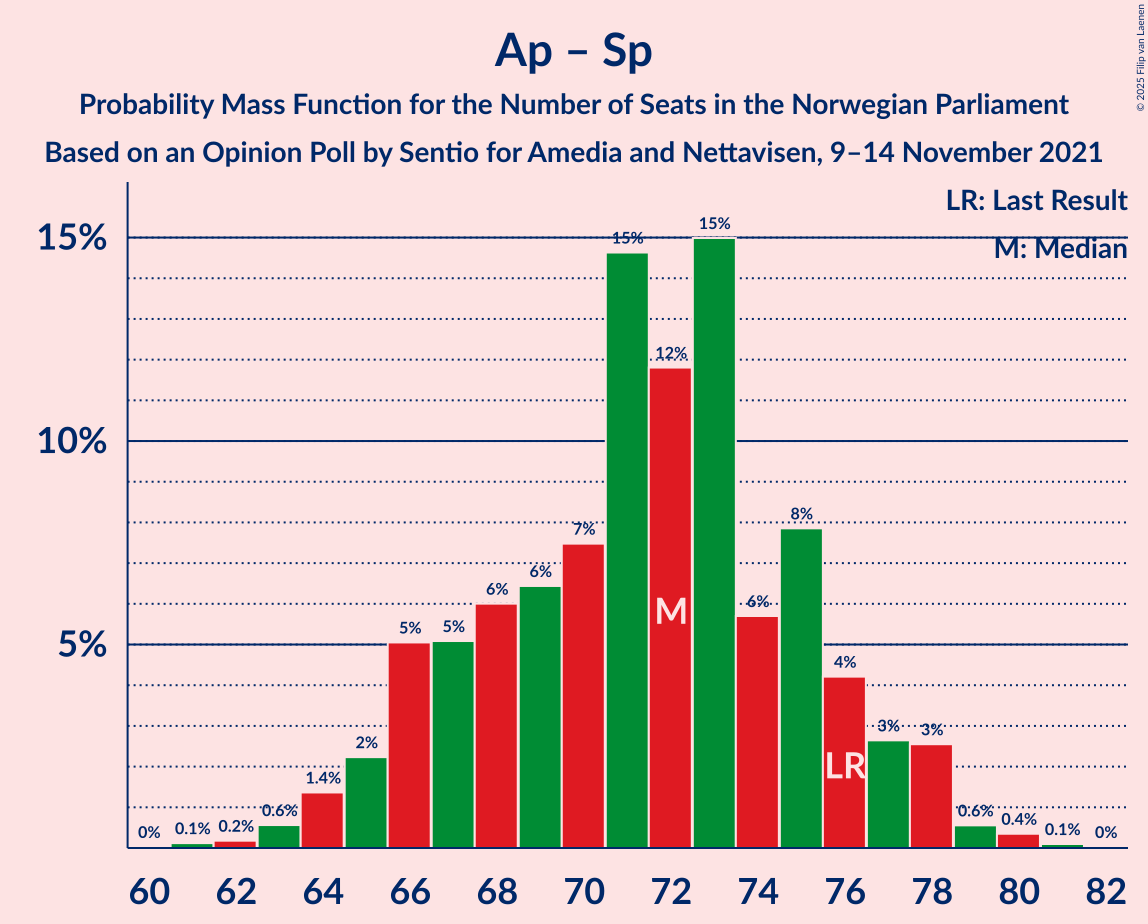 Ap – Sp
Probability Mass Function for the Number of Seats in the Norwegian Parliament
Based on an Opinion Poll by Sentio for Amedia and Nettavisen, 9–14 November 2021
© 2025 Filip van Laenen
LR: Last Result
M: Median
15%
10%
5%
0%
0.1%
0.2%
0.6%
1.4%
2%
5%
5%
6%
6%
7%
15%
12%
15%
6%
8%
4%
3%
3%
0.6%
0.4%
0.1%
0%
M
LR
60 62 64 66 68 70 72 74 76 78 80 82